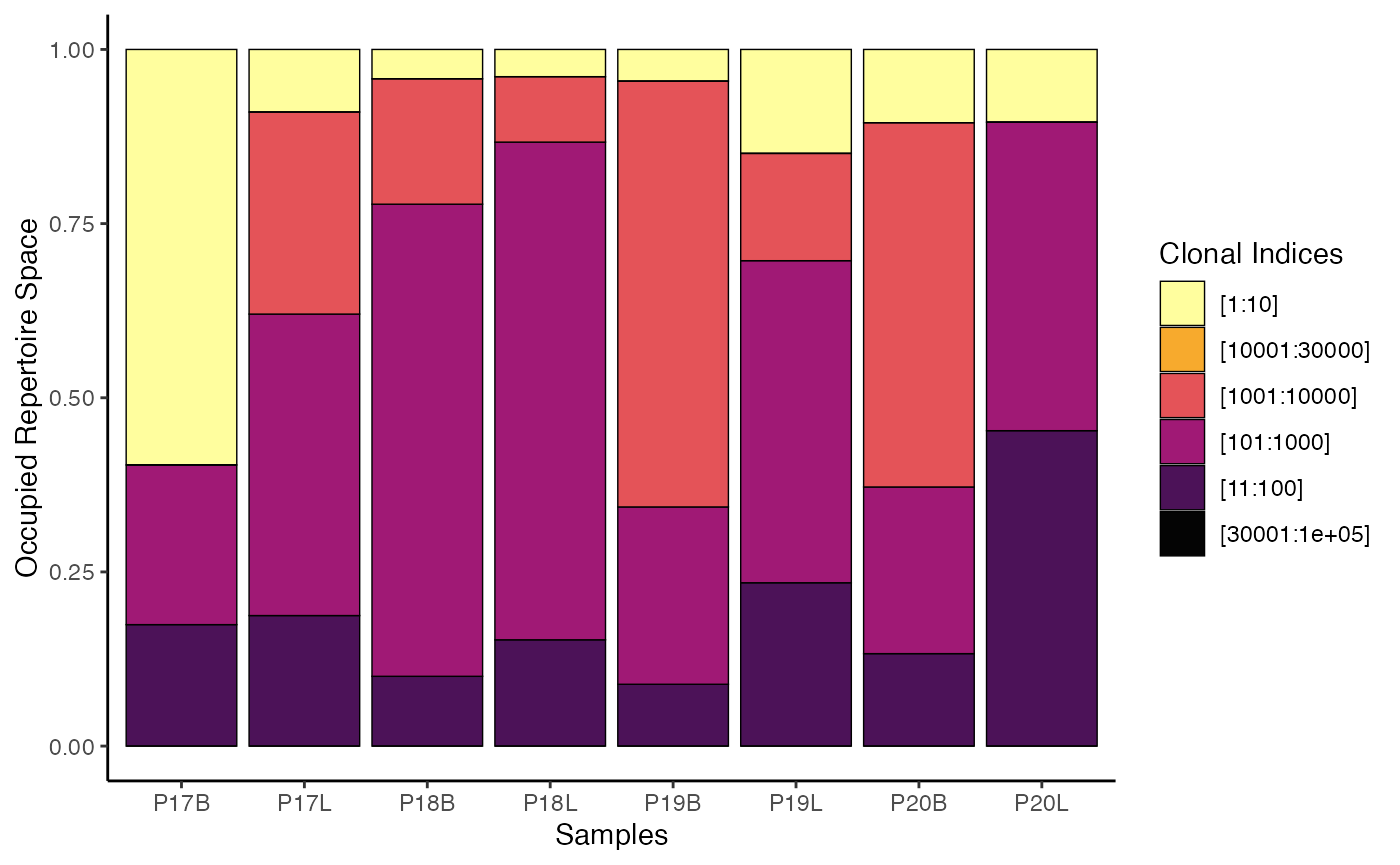 Occupied Repertoire Space
1.00
0.75
0.50
0.25
0.00
P17B P17L P18B P18L P19B P19L P20B P20L
Samples
Clonal Indices
[1:10]
[10001:30000]
[1001:10000]
[101:1000]
[11:100]
[30001:1e+05]